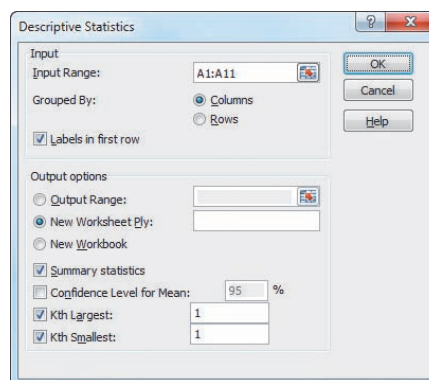 Descriptive Statistics
Input
Input Range: A1:A11
Grouped By: Columns
Rows
Labels in first row
OK
Cancel
Help
Output options
Output Range:
New Worksheet Ply:
New Workbook
Summary statistics
Confidence Level for Mean: 95 %
Kth Largest: 1
Kth Smallest: 1